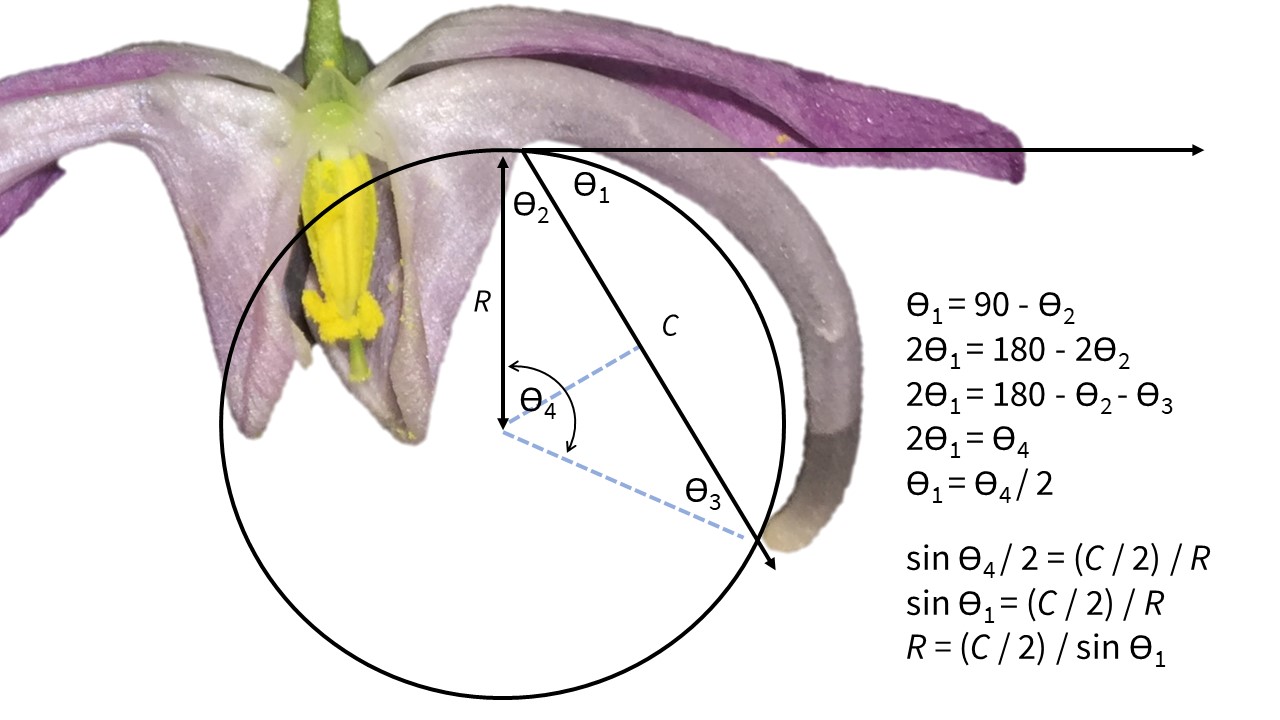 ϴ1
ϴ2
R
C
ϴ4
ϴ3
ϴ1 = 90 - ϴ2
2ϴ1 = 180 - 2ϴ2
2ϴ1 = 180 - ϴ2 - ϴ3
2ϴ1 = ϴ4
ϴ1 = ϴ4 / 2
sin ϴ4 / 2 = (C / 2) / R
sin ϴ1 = (C / 2) / R
R = (C / 2) / sin ϴ1